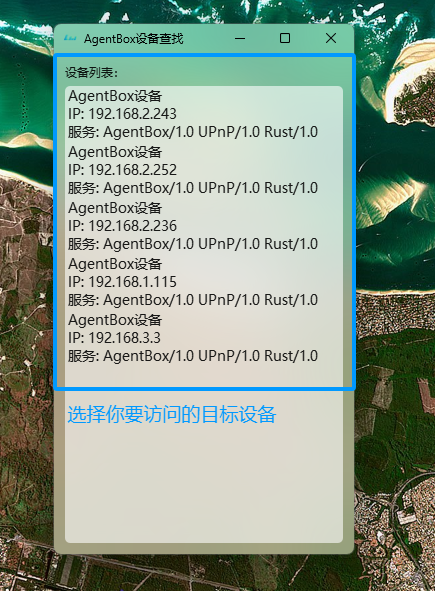 AgentBox设备查找
设备列表:
AgentBox设备
IP: 192.168.2.243
服务: AgentBox/1.0 UPnP/1.0 Rust/1.0
AgentBox设备
IP: 192.168.2.252
服务: AgentBox/1.0 UPnP/1.0 Rust/1.0
AgentBox设备
IP: 192.168.2.236
服务: AgentBox/1.0 UPnP/1.0 Rust/1.0
AgentBox设备
IP: 192.168.1.115
服务: AgentBox/1.0 UPnP/1.0 Rust/1.0
AgentBox设备
IP: 192.168.3.3
服务: AgentBox/1.0 UPnP/1.0 Rust/1.0
选择你要访问的目标设备